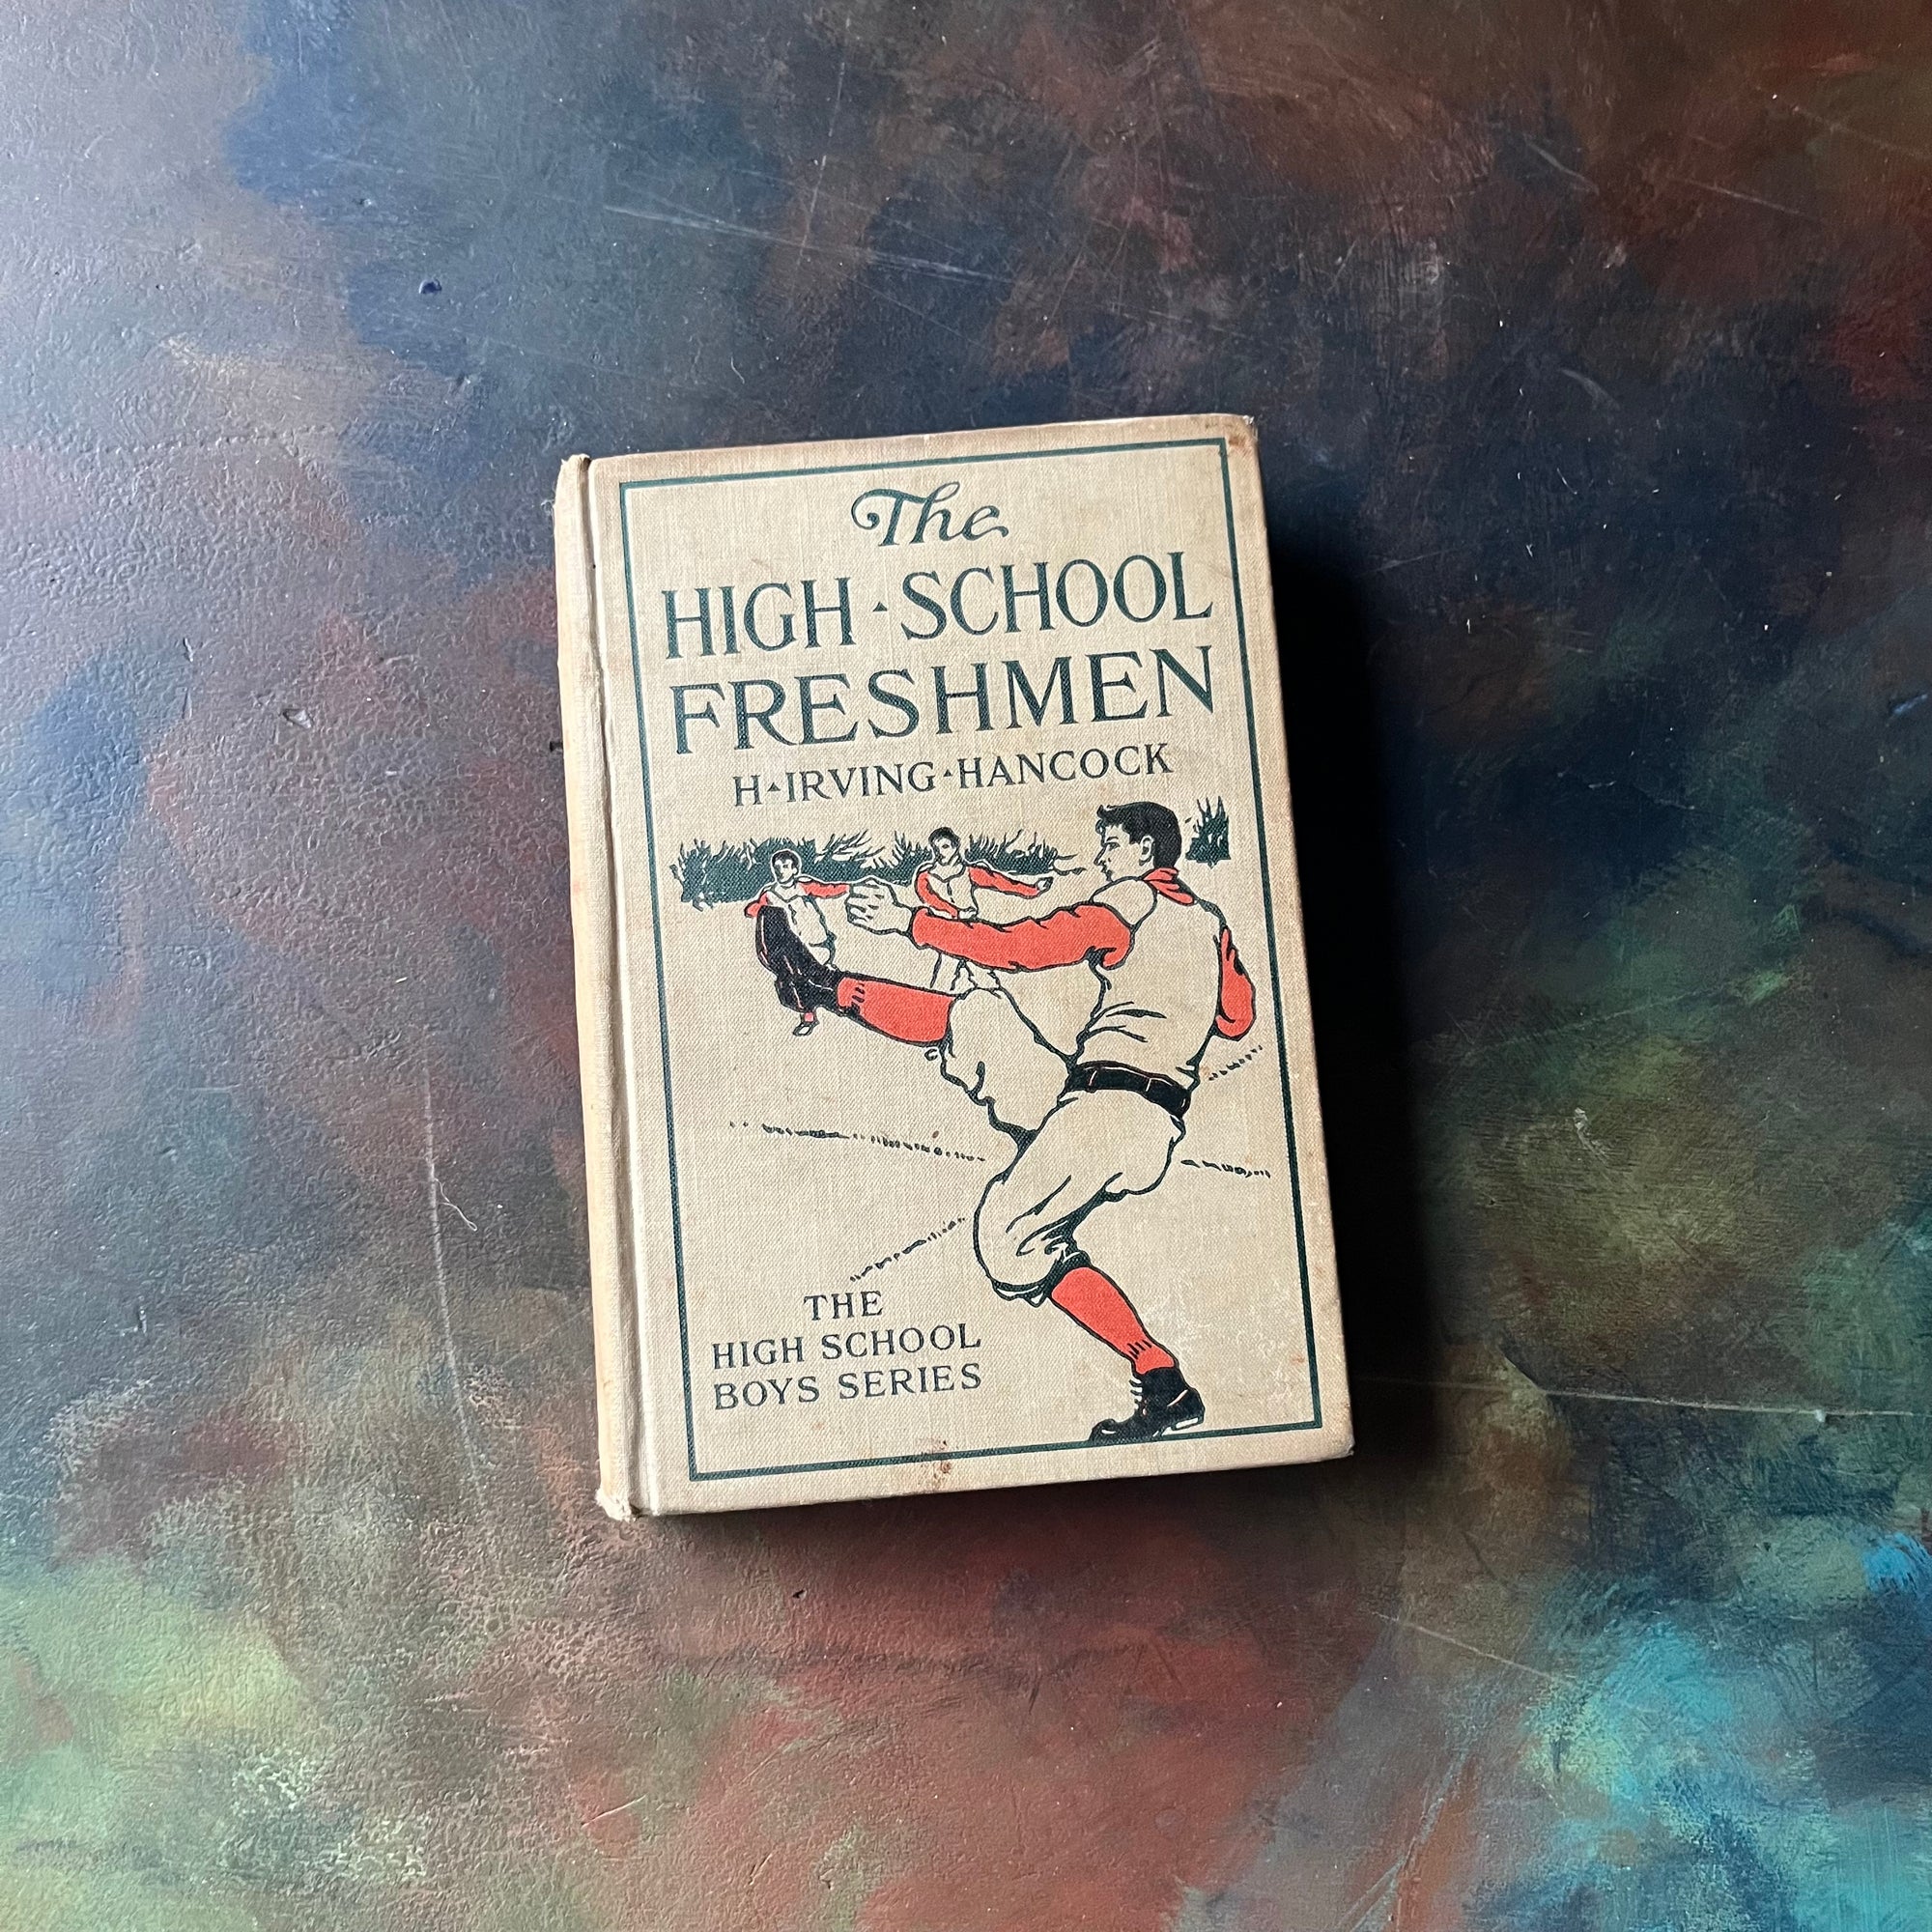 The
HIGH▴SCHOOL
FRESHMEN
H▴IRVING▴HANCOCK
THE
HIGH SCHOOL
BOYS SERIES